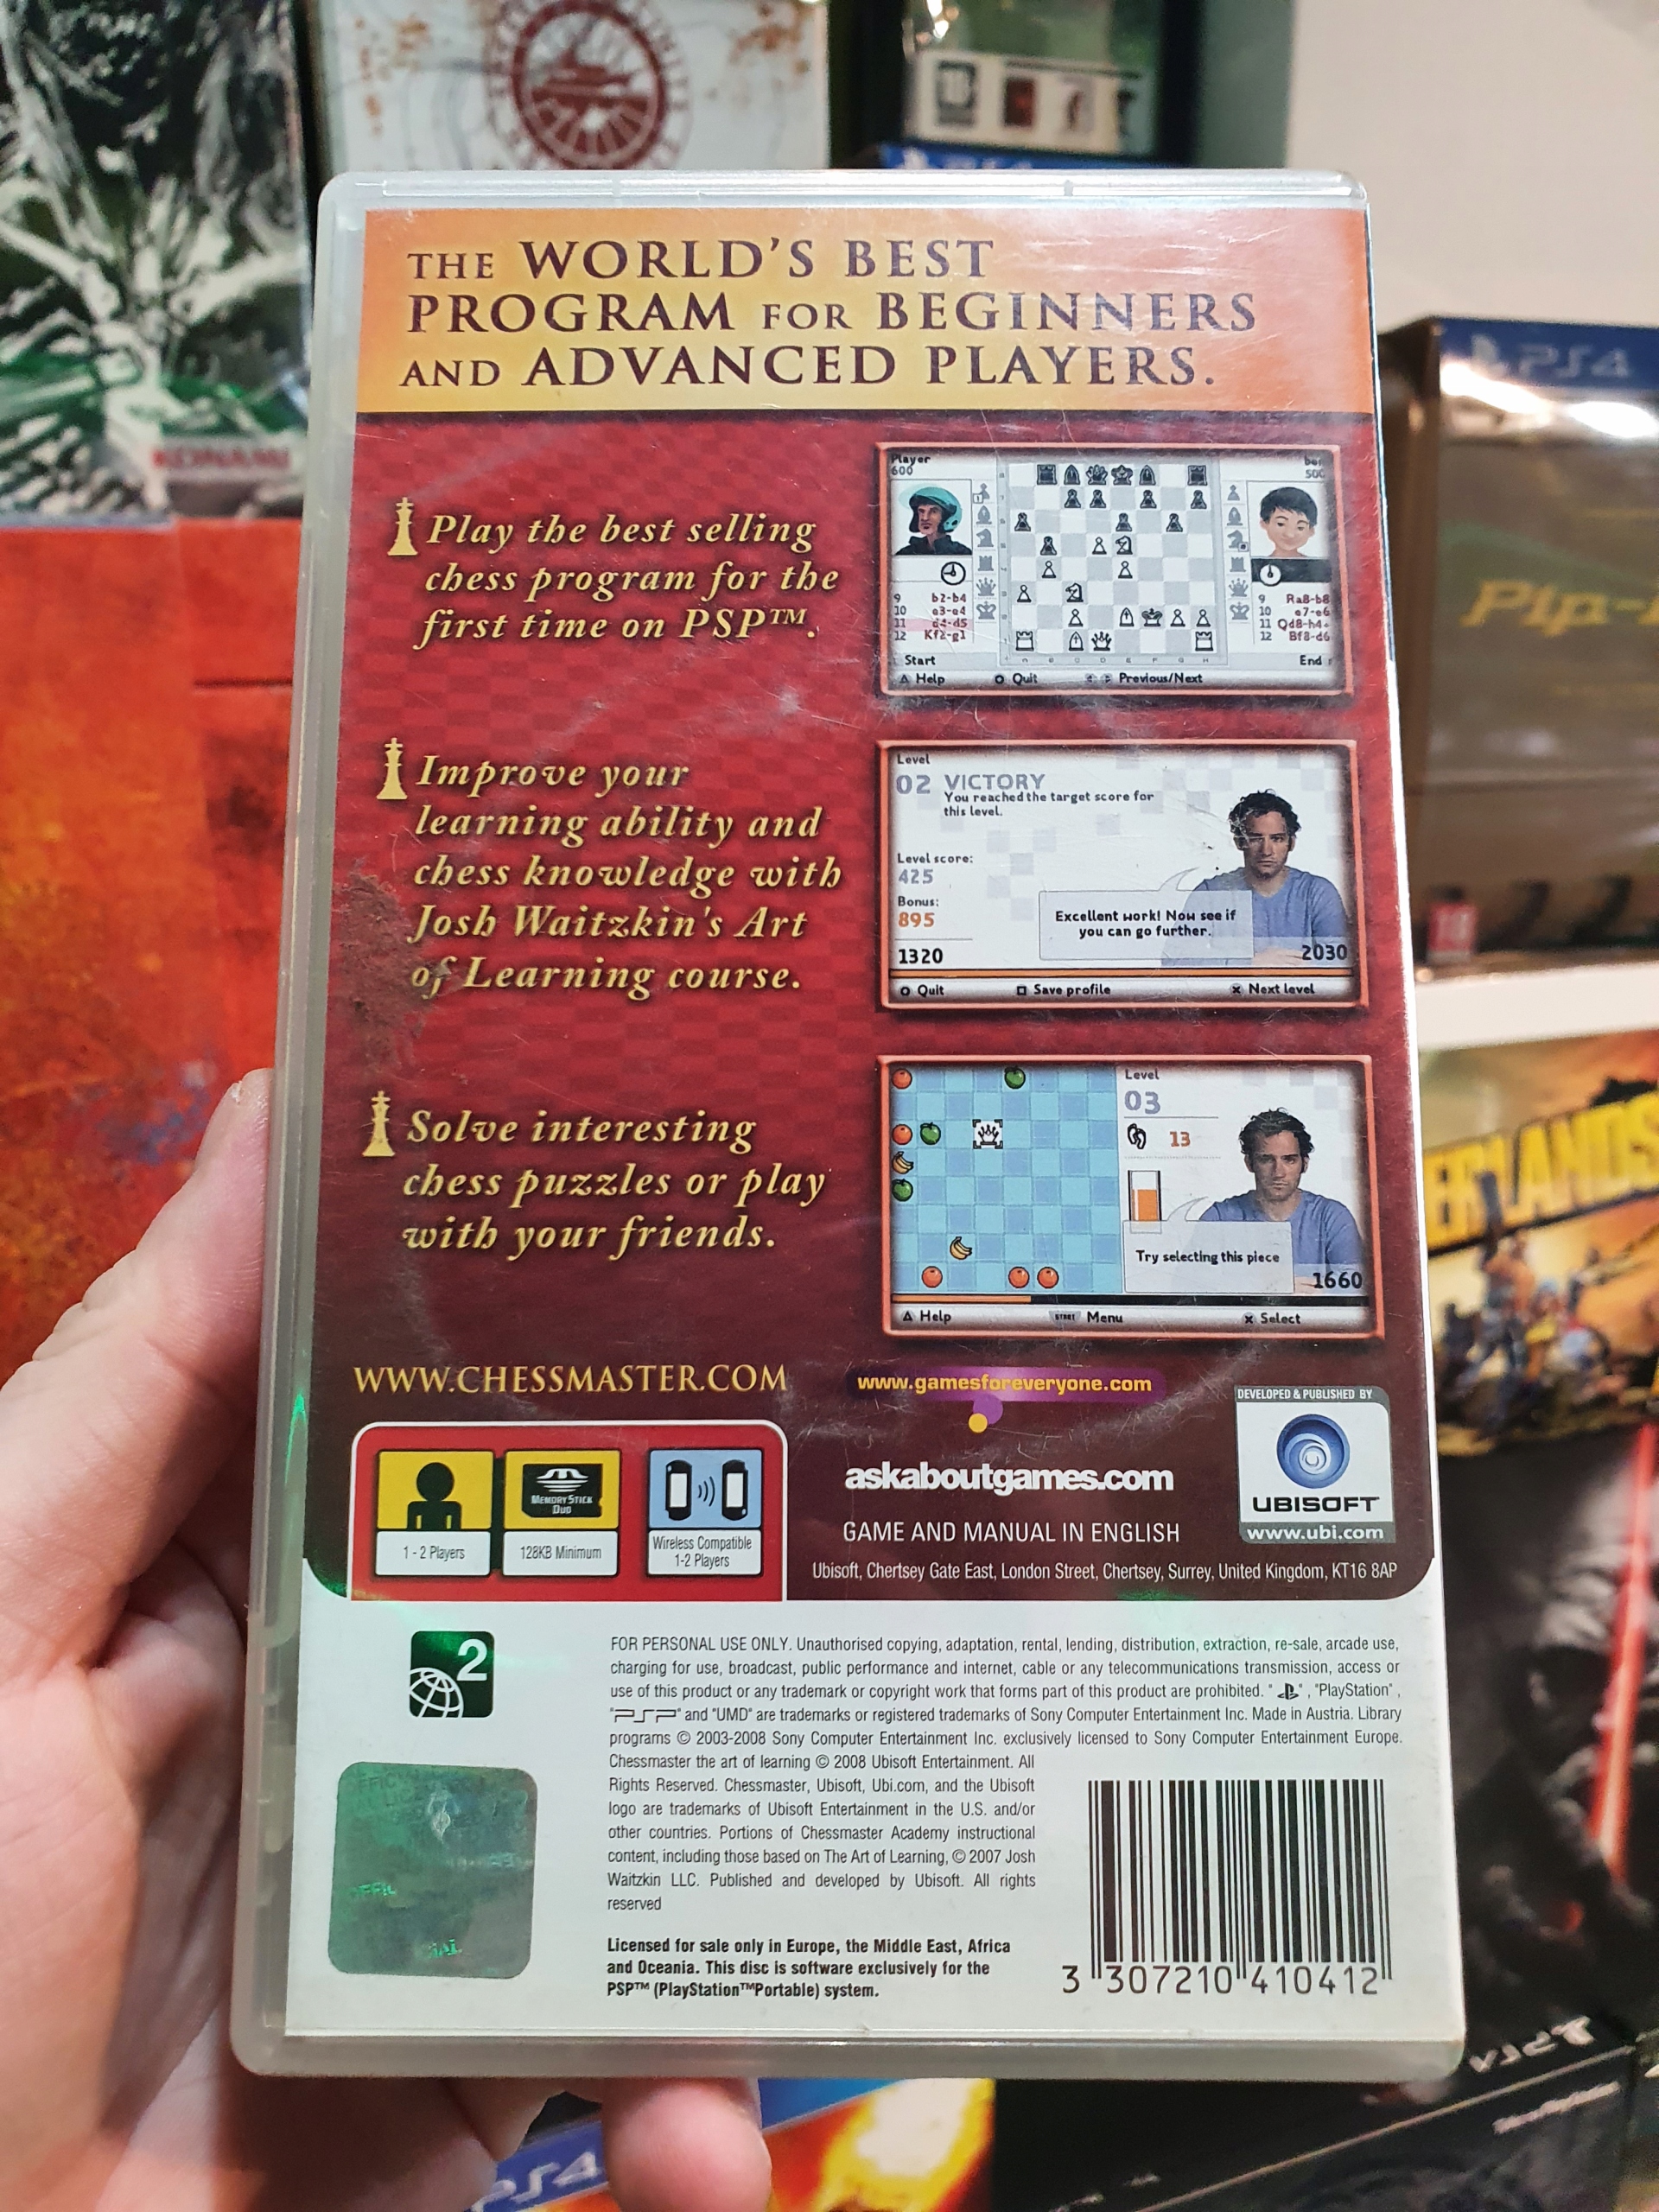 THE WORLD'S BEST
PROGRAM FOR BEGINNERS
AND ADVANCED PLAYERS.
Play the best selling
chess program for the
first time on PSP™.
Player
600
9 b2-b4
10 a3-a4
11 d4-d5
12 Kf2-g1
9 Ra8-b8
10 e7-e6
11 Qd8-h4+
12 Bf8-d6
Start
End
Help
Quit
Previous/Next
Improve your
learning ability and
chess knowledge with
Josh Waitzkin's Art
of Learning course.
Level
02 VICTORY
You reached the target score for
this level.
Level score:
425
Bonus:
895
1320
Excellent work! Now see if
you can go further.
2030
Quit
Save profile
Next level
Solve interesting
chess puzzles or play
with your friends.
Level
03
13
Try selecting this piece
1660
Help
START Menu
Select
WWW.CHESSMASTER.COM
www.gamesforeveryone.com
DEVELOPED & PUBLISHED BY
UBISOFT
www.ubi.com
MEMORY STICK
DUO
1 - 2 Players
128KB Minimum
Wireless Compatible
1-2 Players
askaboutgames.com
GAME AND MANUAL IN ENGLISH
Ubisoft, Chertsey Gate East, London Street, Chertsey, Surrey, United Kingdom, KT16 8AP
2
FOR PERSONAL USE ONLY. Unauthorised copying, adaptation, rental, lending, distribution, extraction, re-sale, arcade use,
charging for use, broadcast, public performance and internet, cable or any telecommunications transmission, access or
use of this product or any trademark or copyright work that forms part of this product are prohibited. " ", "PlayStation",
"PSP" and "UMD" are trademarks or registered trademarks of Sony Computer Entertainment Inc. Made in Austria. Library
programs © 2003-2008 Sony Computer Entertainment Inc. exclusively licensed to Sony Computer Entertainment Europe.
Chessmaster the art of learning © 2008 Ubisoft Entertainment. All
Rights Reserved. Chessmaster, Ubisoft, Ubi.com, and the Ubisoft
logo are trademarks of Ubisoft Entertainment in the U.S. and/or
other countries. Portions of Chessmaster Academy instructional
content, including those based on The Art of Learning, © 2007 Josh
Waitzkin LLC. Published and developed by Ubisoft. All rights
reserved
Licensed for sale only in Europe, the Middle East, Africa
and Oceania. This disc is software exclusively for the
PSP™ (PlayStation™Portable) system.
3 307210 410412
KONAMI
PS4
PS4